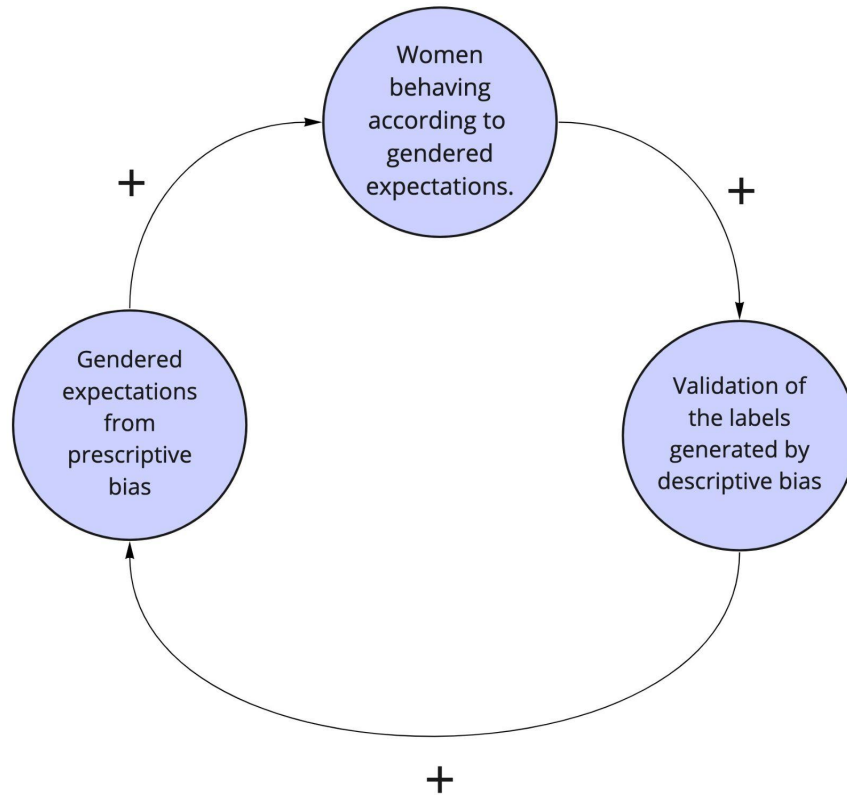 Women
behaving
according to
gendered
expectations.
+
+
Gendered
expectations
from
prescriptive
bias
Validation of
the labels
generated by
descriptive bias
+